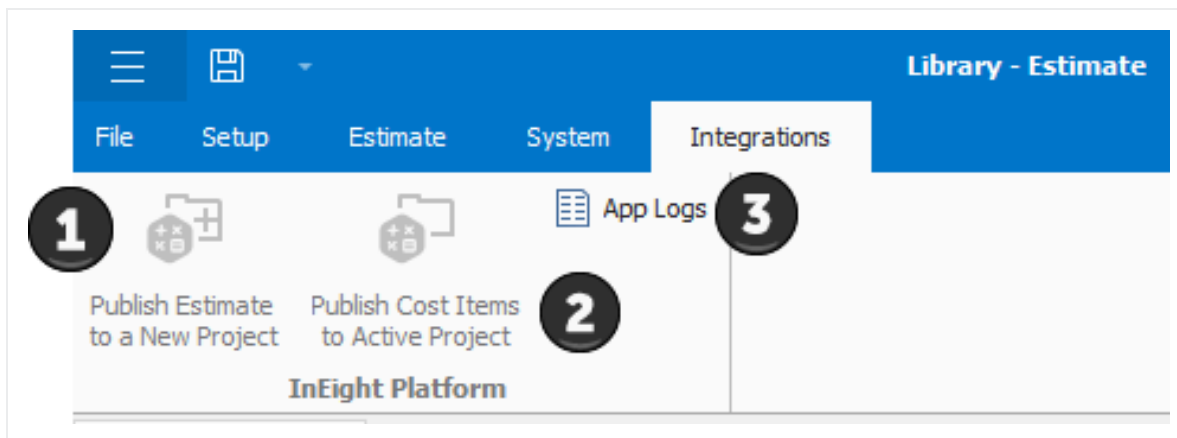 Library - Estimate
File Setup Estimate System Integrations
1
App Logs 3
Publish Estimate
to a New Project
Publish Cost Items
to Active Project
2
InEight Platform